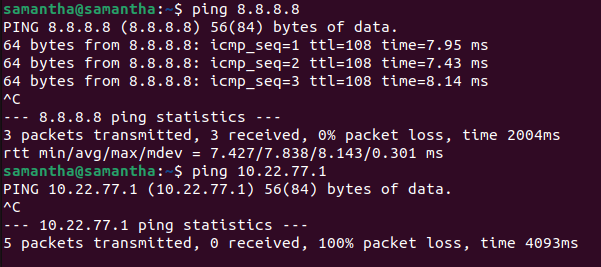 samantha@samantha:~$ ping 8.8.8.8
PING 8.8.8.8 (8.8.8.8) 56(84) bytes of data.
64 bytes from 8.8.8.8: icmp_seq=1 ttl=108 time=7.95 ms
64 bytes from 8.8.8.8: icmp_seq=2 ttl=108 time=7.43 ms
64 bytes from 8.8.8.8: icmp_seq=3 ttl=108 time=8.14 ms
^C
--- 8.8.8.8 ping statistics ---
3 packets transmitted, 3 received, 0% packet loss, time 2004ms
rtt min/avg/max/mdev = 7.427/7.838/8.143/0.301 ms
samantha@samantha:~$ ping 10.22.77.1
PING 10.22.77.1 (10.22.77.1) 56(84) bytes of data.
^C
--- 10.22.77.1 ping statistics ---
5 packets transmitted, 0 received, 100% packet loss, time 4093ms